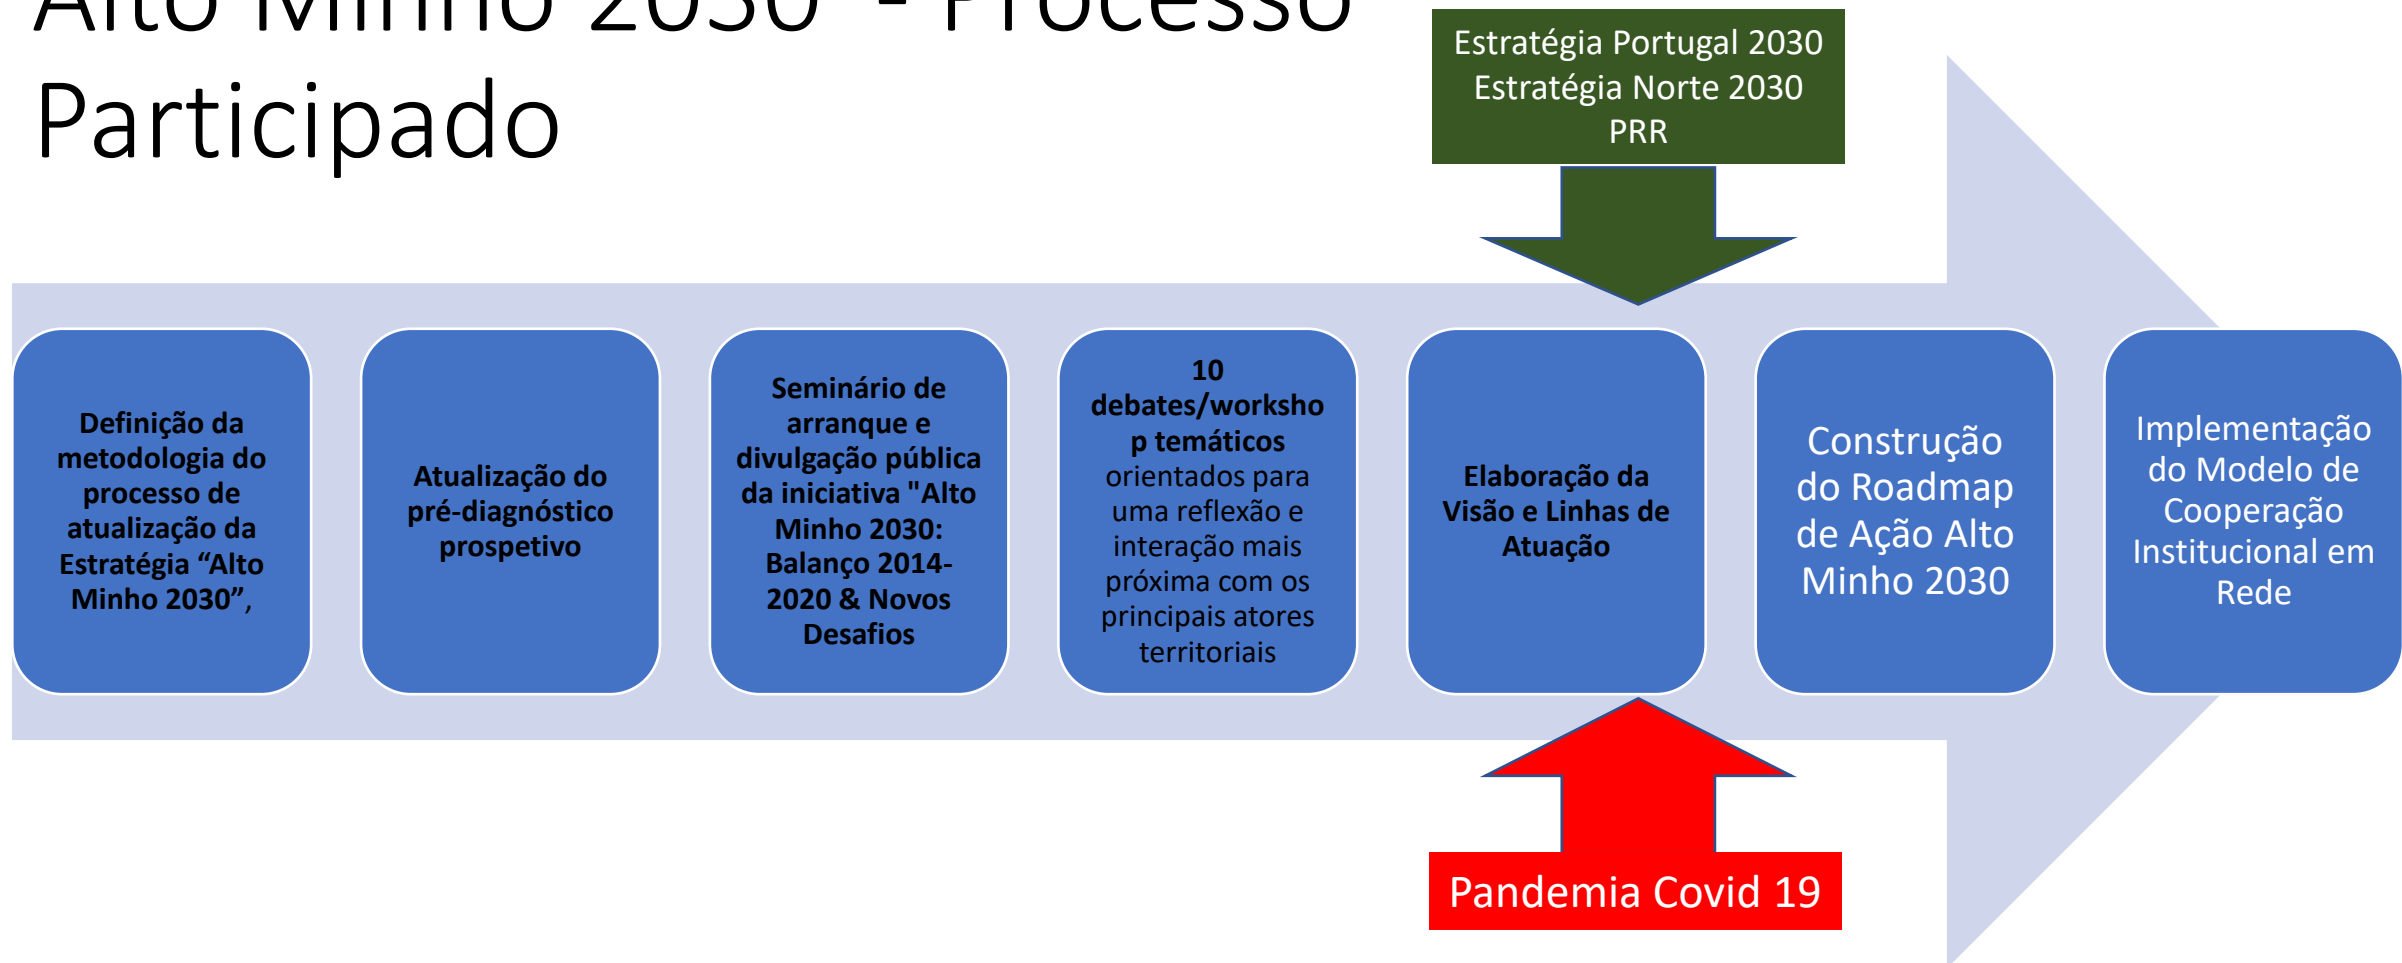 Alto Minho 2030 - Processo
Participado
Estratégia Portugal 2030
Estratégia Norte 2030
PRR
Definição da
metodologia do
processo de
atualização da
Estratégia “Alto
Minho 2030”,
Atualização do
pré-diagnóstico
prospetivo
Seminário de
arranque e
divulgação pública
da iniciativa "Alto
Minho 2030:
Balanço 2014-
2020 & Novos
Desafios
10
debates/worksho
p temáticos
orientados para
uma reflexão e
interação mais
próxima com os
principais atores
territoriais
Elaboração da
Visão e Linhas de
Atuação
Construção
do Roadmap
de Ação Alto
Minho 2030
Implementação
do Modelo de
Cooperação
Institucional em
Rede
Pandemia Covid 19